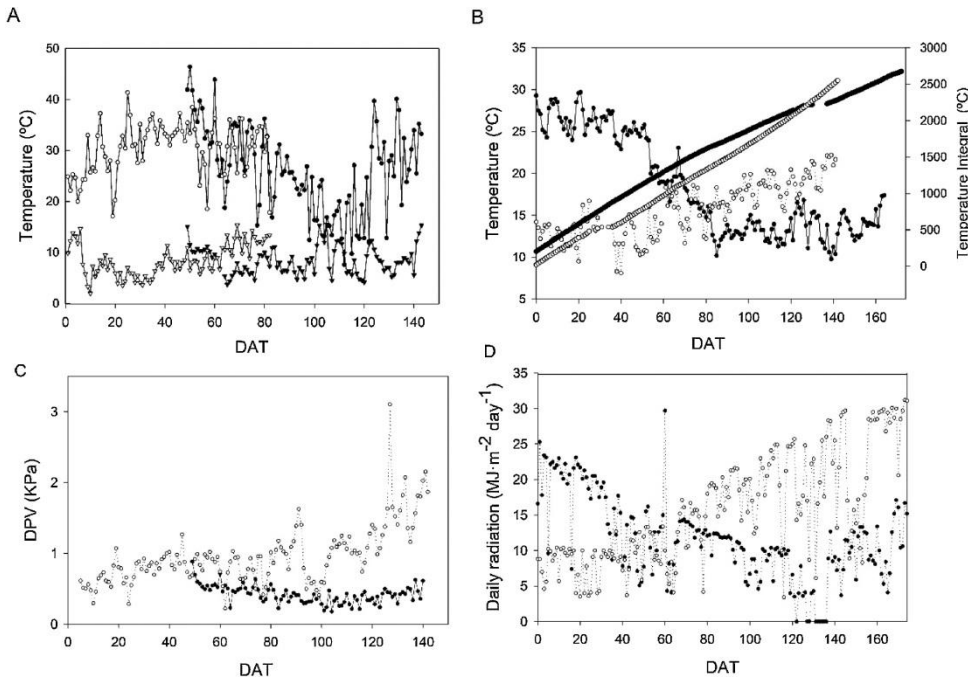 A
B
50
40
30
20
10
0
Temperature (ºC)
0 20 40 60 80 100 120 140
DAT
35
30
25
20
15
10
5
Temperature (ºC)
3000
2500
2000
1500
1000
500
0
Temperature Integral (ºC)
0 20 40 60 80 100 120 140 160
DAT
C
D
3
2
1
0
DPV (KPa)
0 20 40 60 80 100 120 140
DAT
35
30
25
20
15
10
5
0
Daily radiation (MJ·m⁻² day⁻¹)
0 20 40 60 80 100 120 140 160
DAT